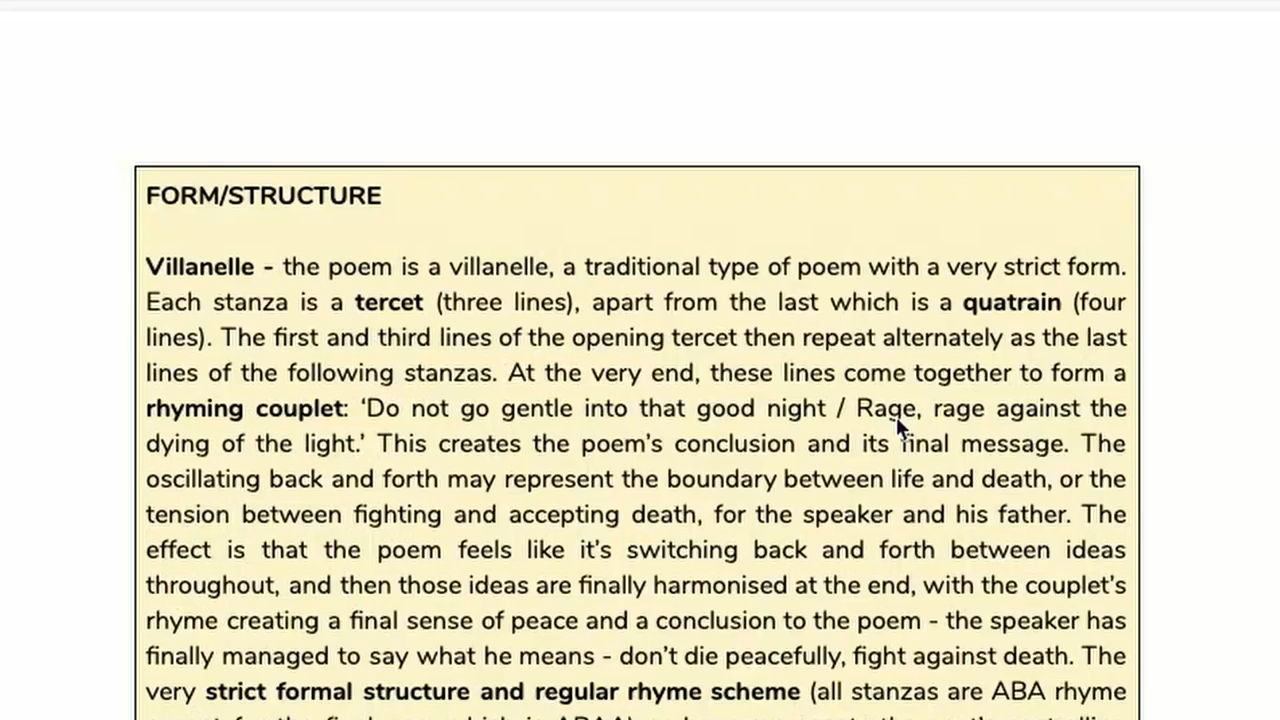 FORM/STRUCTURE
Villanelle - the poem is a villanelle, a traditional type of poem with a very strict form.
Each stanza is a tercet (three lines), apart from the last which is a quatrain (four
lines). The first and third lines of the opening tercet then repeat alternately as the last
lines of the following stanzas. At the very end, these lines come together to form a
rhyming couplet: ‘Do not go gentle into that good night / Rage, rage against the
dying of the light.’ This creates the poem’s conclusion and its final message. The
oscillating back and forth may represent the boundary between life and death, or the
tension between fighting and accepting death, for the speaker and his father. The
effect is that the poem feels like it’s switching back and forth between ideas
throughout, and then those ideas are finally harmonised at the end, with the couplet’s
rhyme creating a final sense of peace and a conclusion to the poem - the speaker has
finally managed to say what he means - don’t die peacefully, fight against death. The
very strict formal structure and regular rhyme scheme (all stanzas are ABA rhyme